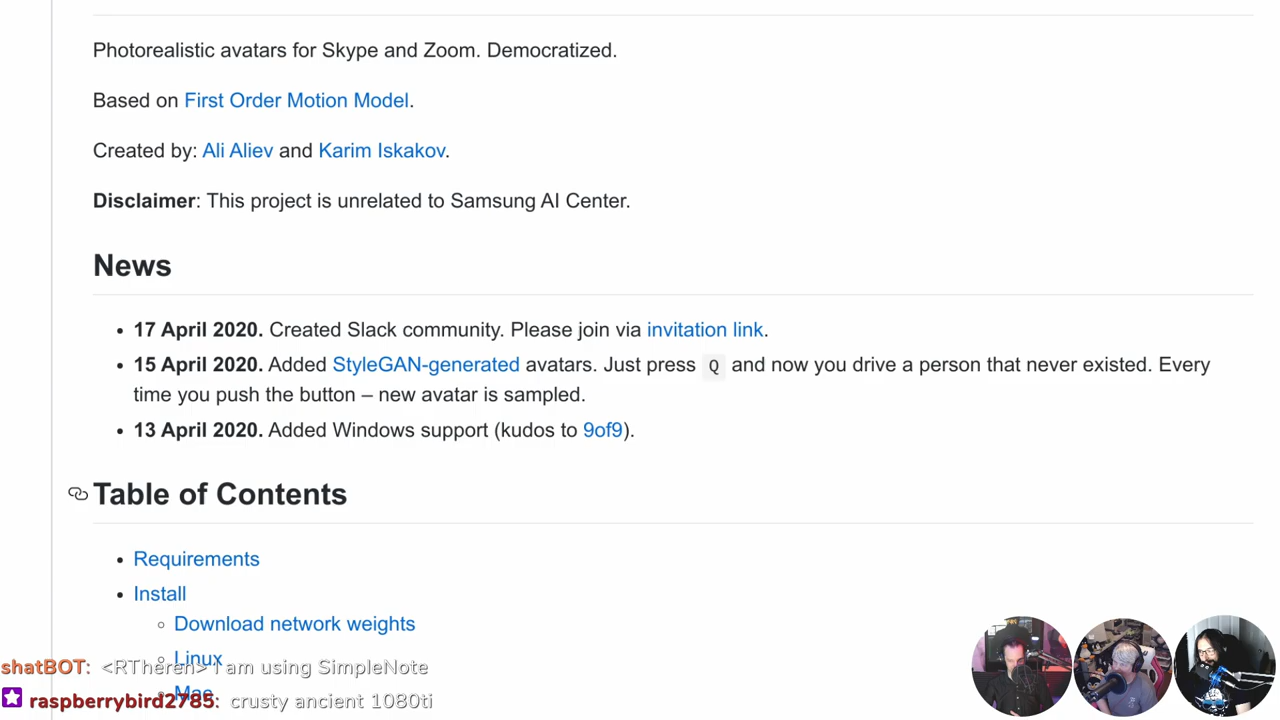 Photorealistic avatars for Skype and Zoom. Democratized.
Based on First Order Motion Model.
Created by: Ali Aliev and Karim Iskakov.
Disclaimer: This project is unrelated to Samsung AI Center.
News
17 April 2020. Created Slack community. Please join via invitation link.
15 April 2020. Added StyleGAN-generated avatars. Just press Q and now you drive a person that never existed. Every
time you push the button – new avatar is sampled.
13 April 2020. Added Windows support (kudos to 9of9).
Table of Contents
Requirements
Install
Download network weights
Linux
shatBOT: <RTheren> I am using SimpleNote
Mac
raspberrybird2785: crusty ancient 1080ti